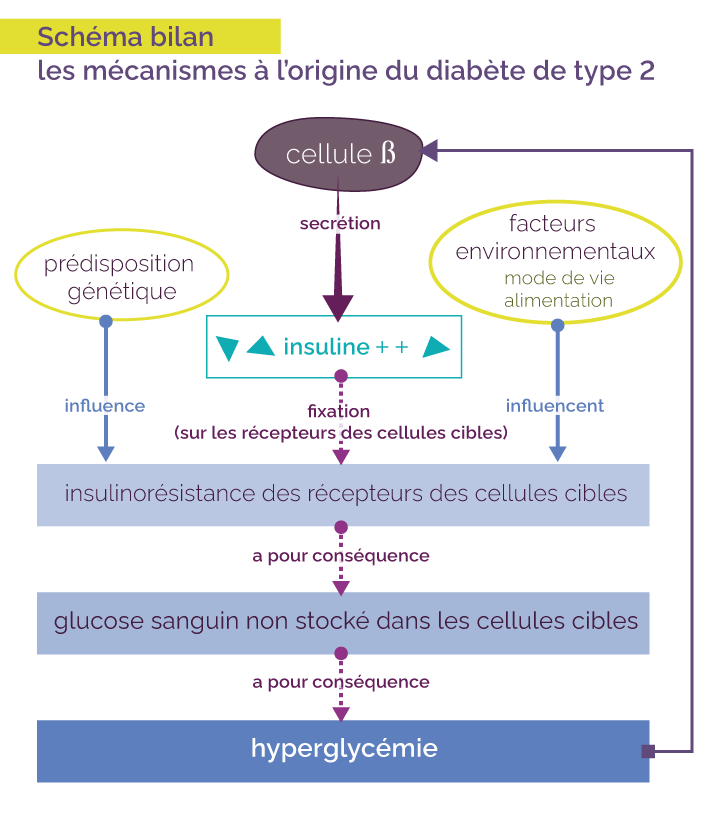 Schéma bilan
les mécanismes à l'origine du diabète de type 2
cellule ß
secrétion
prédisposition
génétique
facteurs
environnementaux
mode de vie
alimentation
insuline + +
influence
fixation
(sur les récepteurs des cellules cibles)
influencent
insulinorésistance des récepteurs des cellules cibles
a pour conséquence
glucose sanguin non stocké dans les cellules cibles
a pour conséquence
hyperglycémie